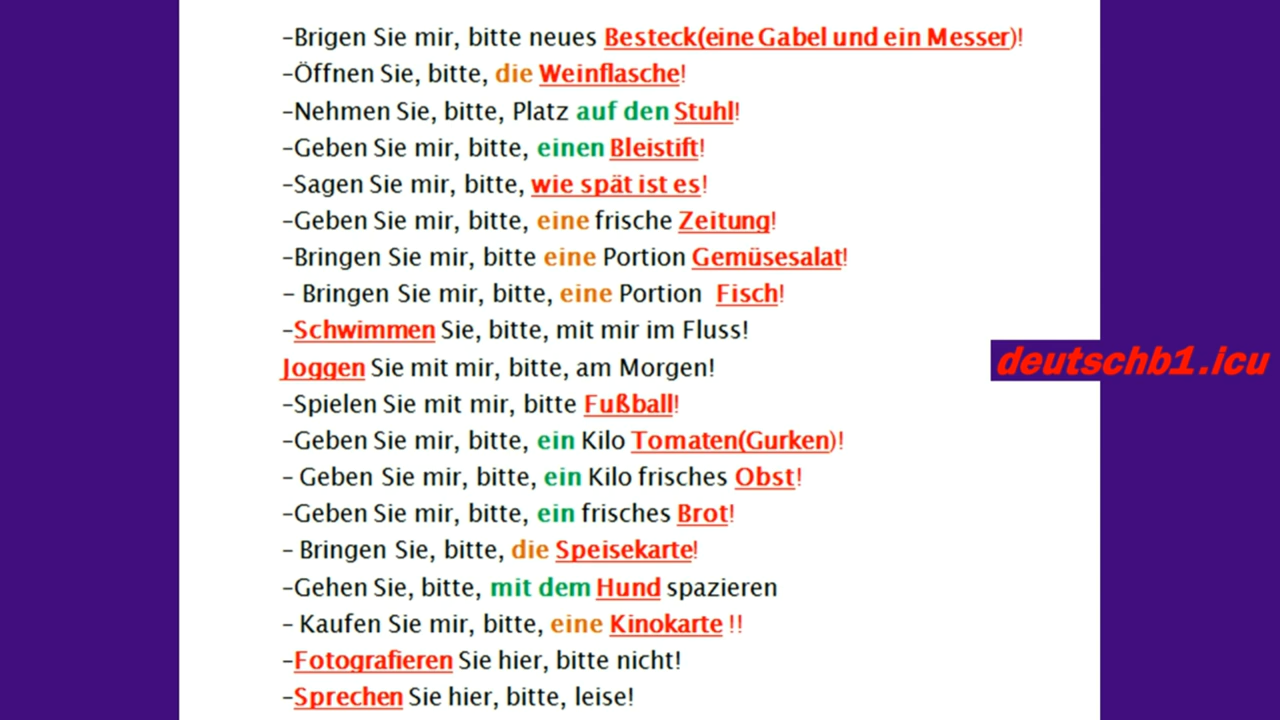 -Brigen Sie mir, bitte neues Besteck(eine Gabel und ein Messer)!
-Öffnen Sie, bitte, die Weinflasche!
-Nehmen Sie, bitte, Platz auf den Stuhl!
-Geben Sie mir, bitte, einen Bleistift!
-Sagen Sie mir, bitte, wie spät ist es!
-Geben Sie mir, bitte, eine frische Zeitung!
-Bringen Sie mir, bitte eine Portion Gemüsesalat!
- Bringen Sie mir, bitte, eine Portion Fisch!
-Schwimmen Sie, bitte, mit mir im Fluss!
Joggen Sie mit mir, bitte, am Morgen!
deutschb1.icu
-Spielen Sie mit mir, bitte Fußball!
-Geben Sie mir, bitte, ein Kilo Tomaten(Gurken)!
- Geben Sie mir, bitte, ein Kilo frisches Obst!
-Geben Sie mir, bitte, ein frisches Brot!
- Bringen Sie, bitte, die Speisekarte!
-Gehen Sie, bitte, mit dem Hund spazieren
- Kaufen Sie mir, bitte, eine Kinokarte !!
-Fotografieren Sie hier, bitte nicht!
-Sprechen Sie hier, bitte, leise!